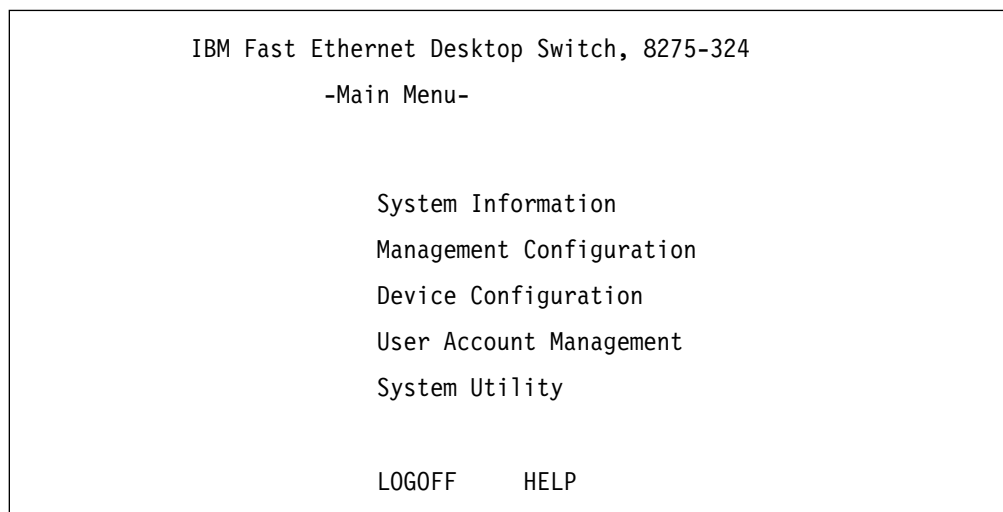 IBM Fast Ethernet Desktop Switch, 8275-324
-Main Menu-
System Information
Management Configuration
Device Configuration
User Account Management
System Utility
LOGOFF HELP